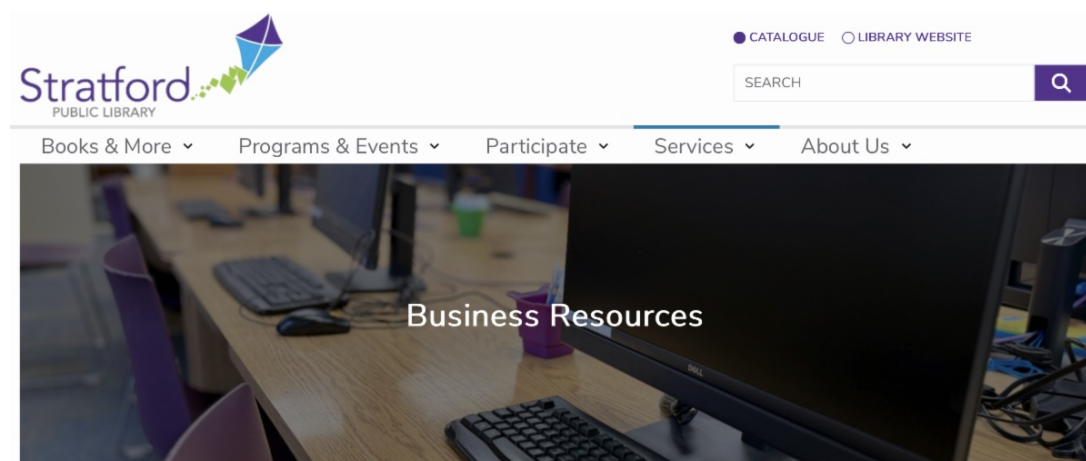 Stratford
PUBLIC LIBRARY
CATALOGUE LIBRARY WEBSITE
SEARCH
Books & More Programs & Events Participate Services About Us
Business Resources
DELL